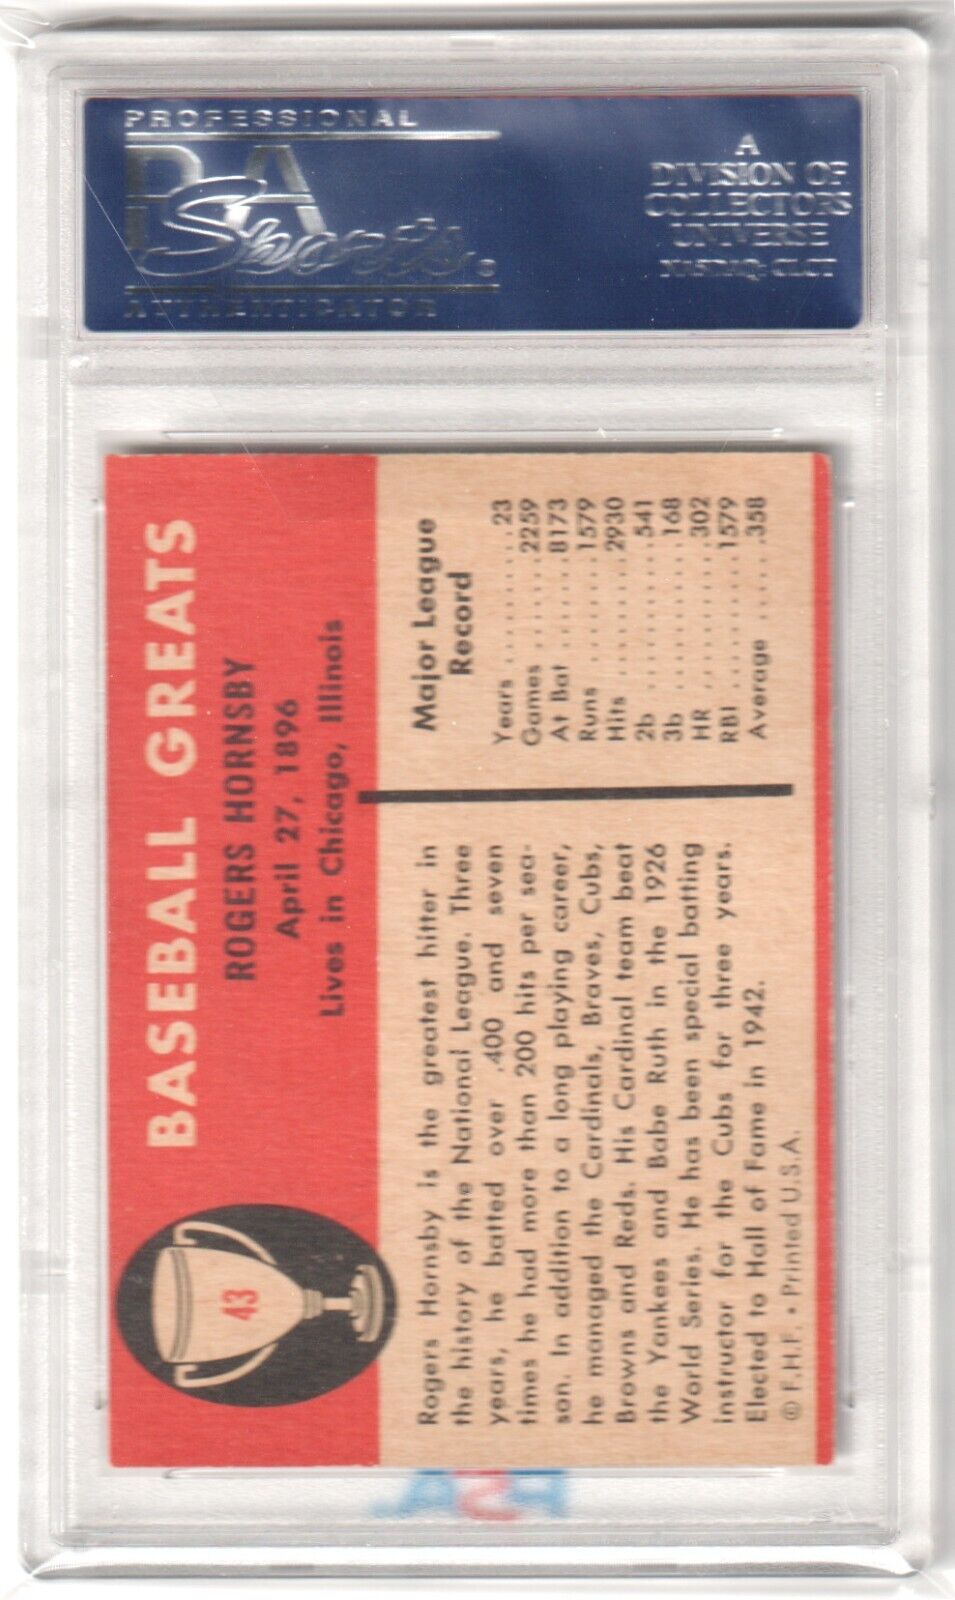 PROFESSIONAL
PSA
Sports
AUTHENTICATOR
A
DIVISION OF
COLLECTORS
UNIVERSE
NASDAQ: CLCT
43
BASEBALL GREATS
ROGERS HORNSBY
April 27, 1896
Lives in Chicago, Illinois
Rogers Hornsby is the greatest hitter in
the history of the National League. Three
years, he batted over .400 and seven
times he had more than 200 hits per sea-
son. In addition to a long playing career,
he managed the Cardinals, Braves, Cubs,
Browns and Reds. His Cardinal team beat
the Yankees and Babe Ruth in the 1926
World Series. He has been special batting
instructor for the Cubs for three years.
Elected to Hall of Fame in 1942.
© F.H.F. • Printed U.S.A.
Major League
Record
Years ........ 23
Games ..... 2259
At Bat ..... 8173
Runs ....... 1579
Hits ........ 2930
2b .......... 541
3b .......... 168
HR .......... 302
RBI ........ 1579
Average ..... .358
PSA